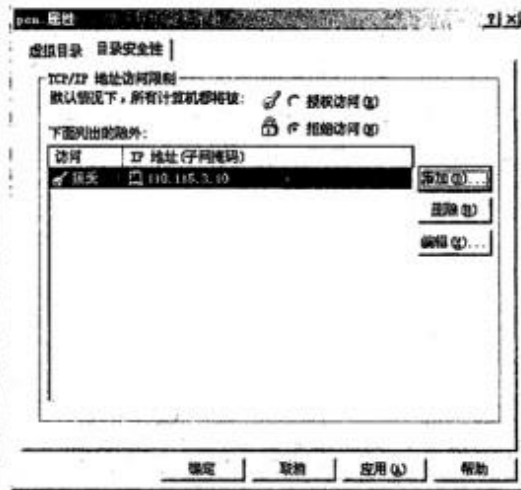 pcn 属性
虚拟目录 目录安全性
TCP/IP 地址访问限制
默认情况下，所有计算机都将被：
授权访问(R)
拒绝访问(N)
下面列出的除外：
访问 IP 地址(子网掩码)
110.115.3.10
添加(D)...
删除(M)
编辑(I)...
确定 取消 应用(A) 帮助